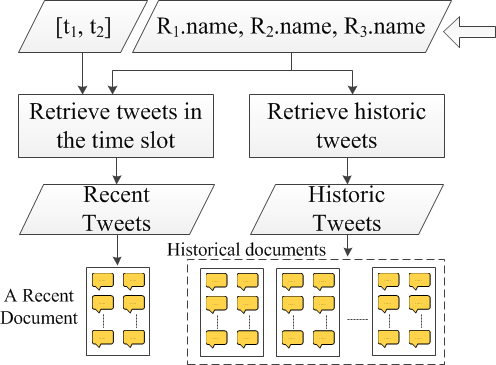 [t1, t2]
R1.name, R2.name, R3.name
Retrieve tweets in
the time slot
Retrieve historic
tweets
Recent
Tweets
Historic
Tweets
Historical documents
A Recent
Document